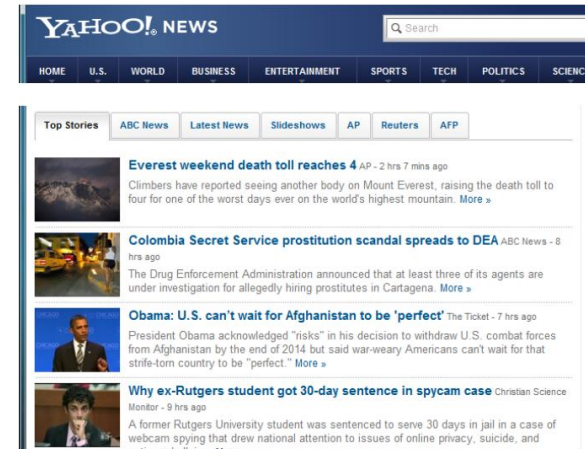 YAHOO! NEWS
Search
HOME U.S. WORLD BUSINESS ENTERTAINMENT SPORTS TECH POLITICS SCIENC
Top Stories ABC News Latest News Slideshows AP Reuters AFP
Everest weekend death toll reaches 4 AP - 2 hrs 7 mins ago
Climbers have reported seeing another body on Mount Everest, raising the death toll to
four for one of the worst days ever on the world's highest mountain. More »
Colombia Secret Service prostitution scandal spreads to DEA ABC News - 8
hrs ago
The Drug Enforcement Administration announced that at least three of its agents are
under investigation for allegedly hiring prostitutes in Cartagena. More »
Obama: U.S. can't wait for Afghanistan to be 'perfect' The Ticket - 7 hrs ago
President Obama acknowledged "risks" in his decision to withdraw U.S. combat forces
from Afghanistan by the end of 2014 but said war-weary Americans can't wait for that
strife-torn country to be "perfect." More »
Why ex-Rutgers student got 30-day sentence in spycam case Christian Science
Monitor - 9 hrs ago
A former Rutgers University student was sentenced to serve 30 days in jail in a case of
webcam spying that drew national attention to issues of online privacy, suicide, and